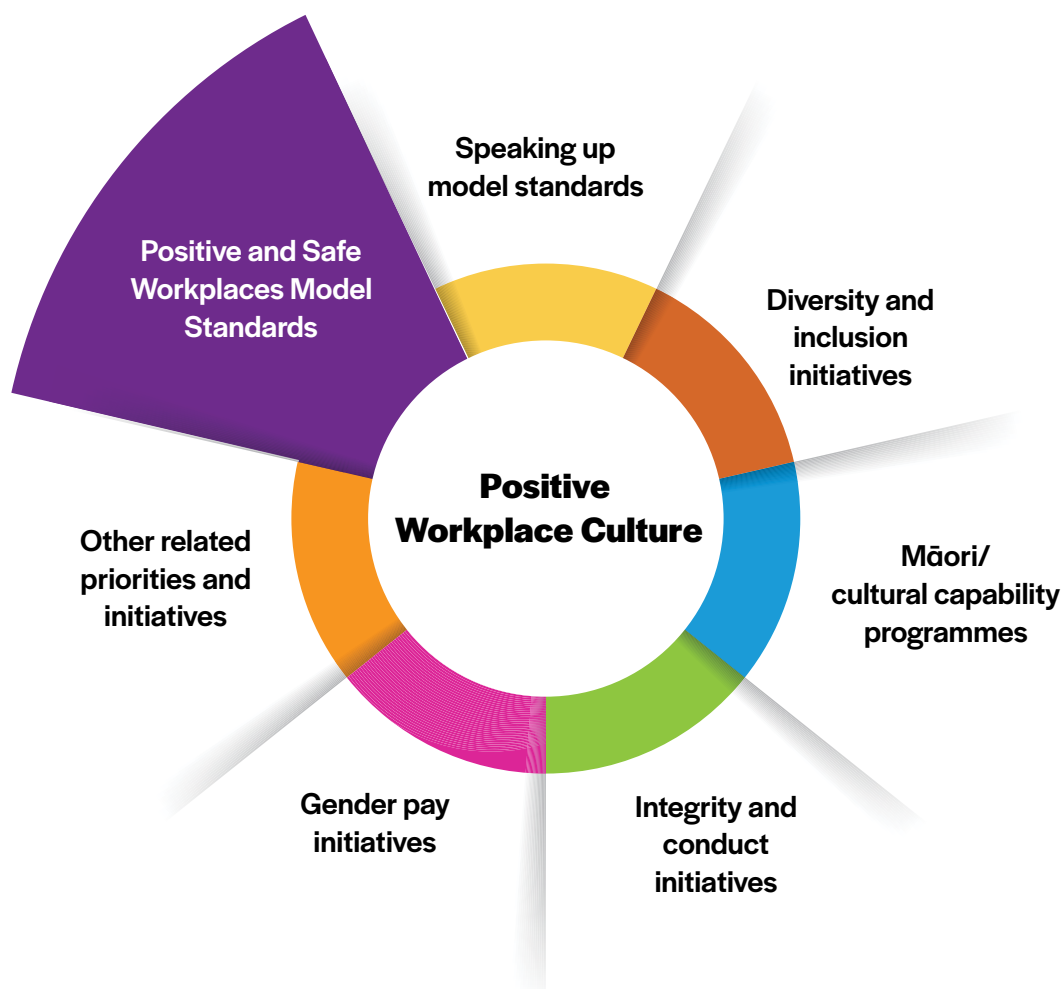 Speaking up
model standards
Positive and Safe
Workplaces Model
Standards
Diversity and
inclusion
initiatives
Positive
Workplace Culture
Māori/
cultural capability
programmes
Other related
priorities and
initiatives
Gender pay
initiatives
Integrity and
conduct
initiatives